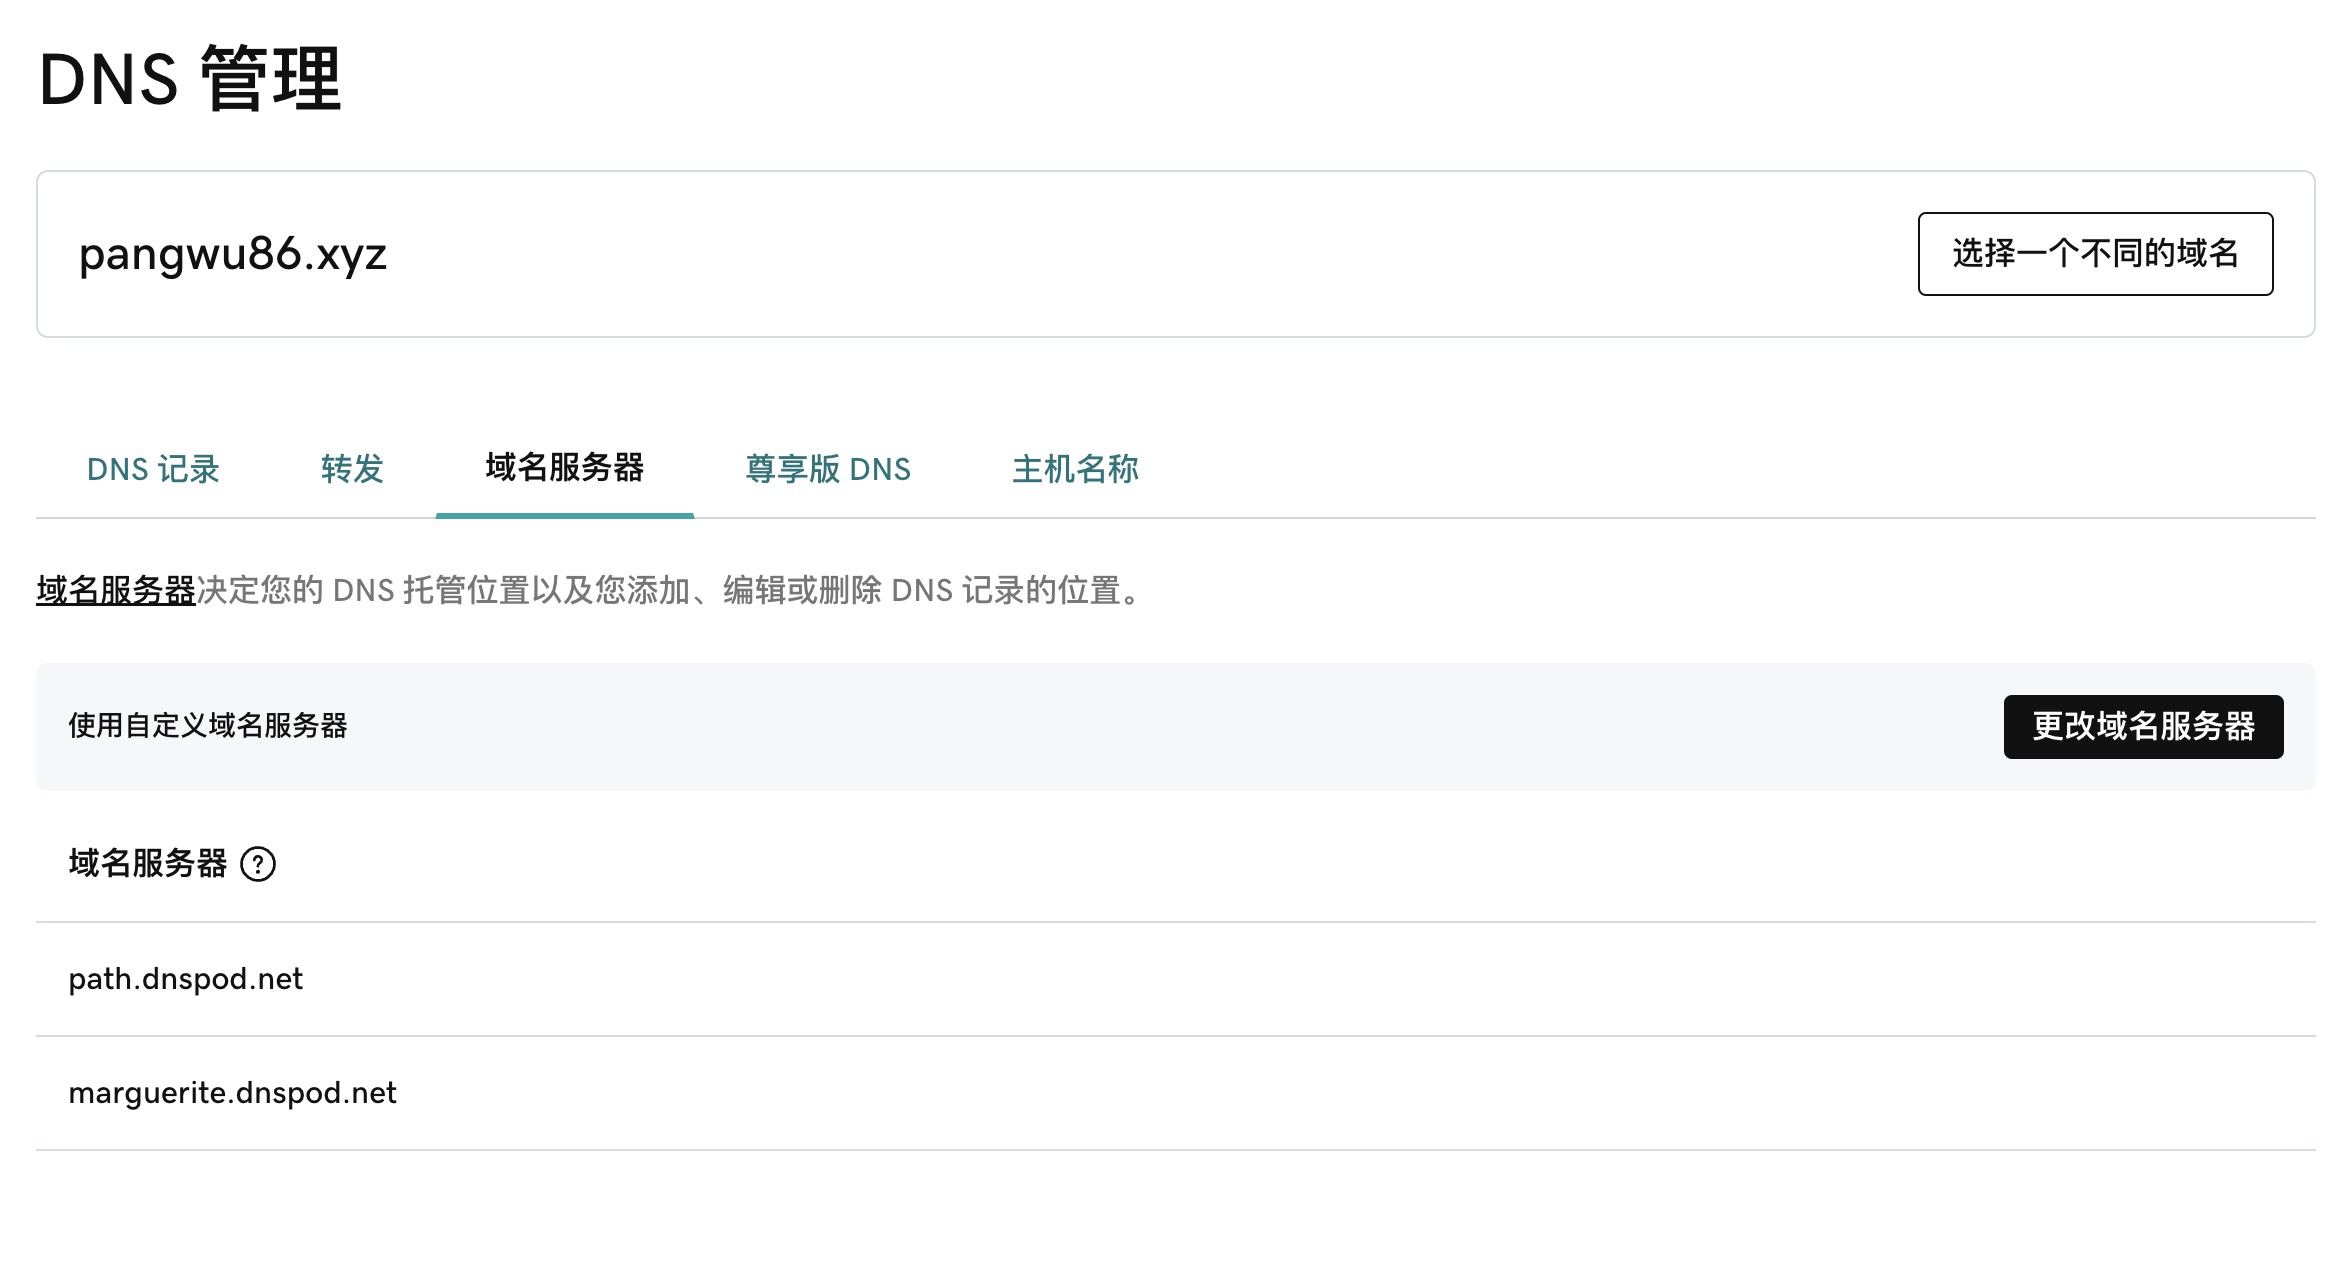 DNS 管理
pangwu86.xyz
选择一个不同的域名
DNS 记录
转发
域名服务器
尊享版 DNS
主机名称
域名服务器决定您的 DNS 托管位置以及您添加、编辑或删除 DNS 记录的位置。
使用自定义域名服务器
更改域名服务器
域名服务器 ?
path.dnspod.net
marguerite.dnspod.net